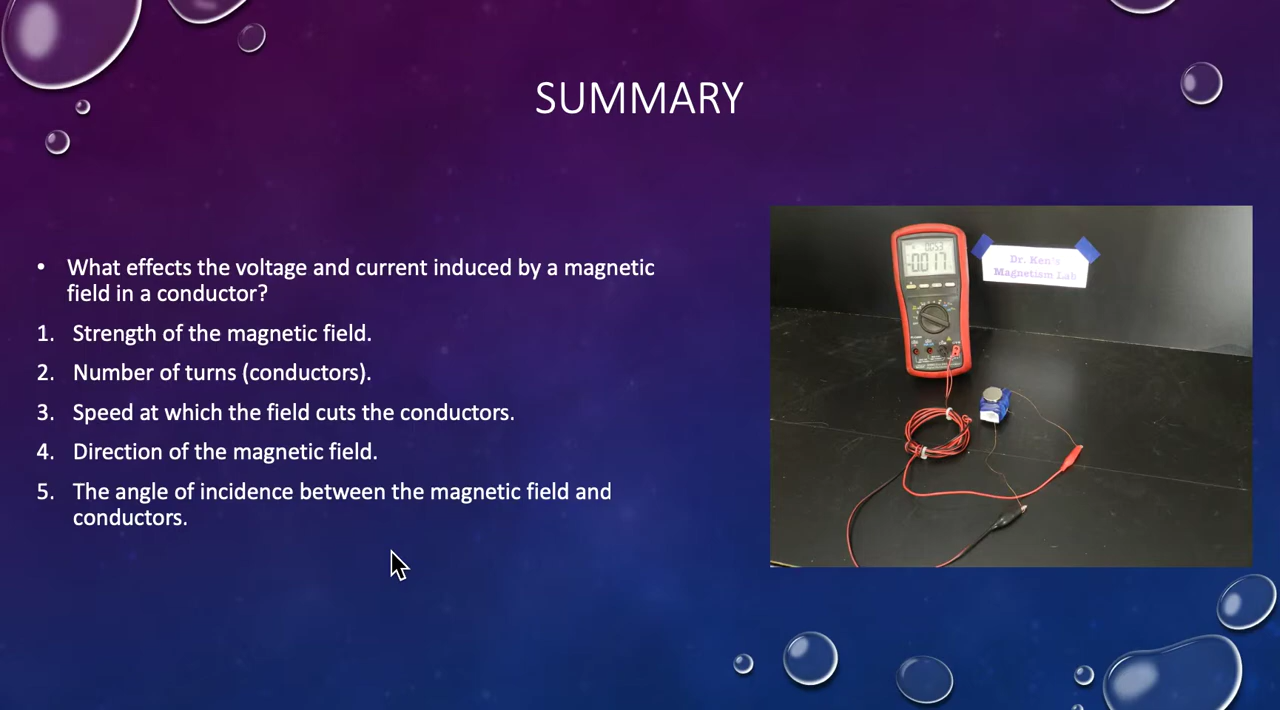 SUMMARY
• What effects the voltage and current induced by a magnetic
field in a conductor?
1. Strength of the magnetic field.
2. Number of turns (conductors).
3. Speed at which the field cuts the conductors.
4. Direction of the magnetic field.
5. The angle of incidence between the magnetic field and
conductors.
Dr. Ken's
Magnetism Lab
-0.017